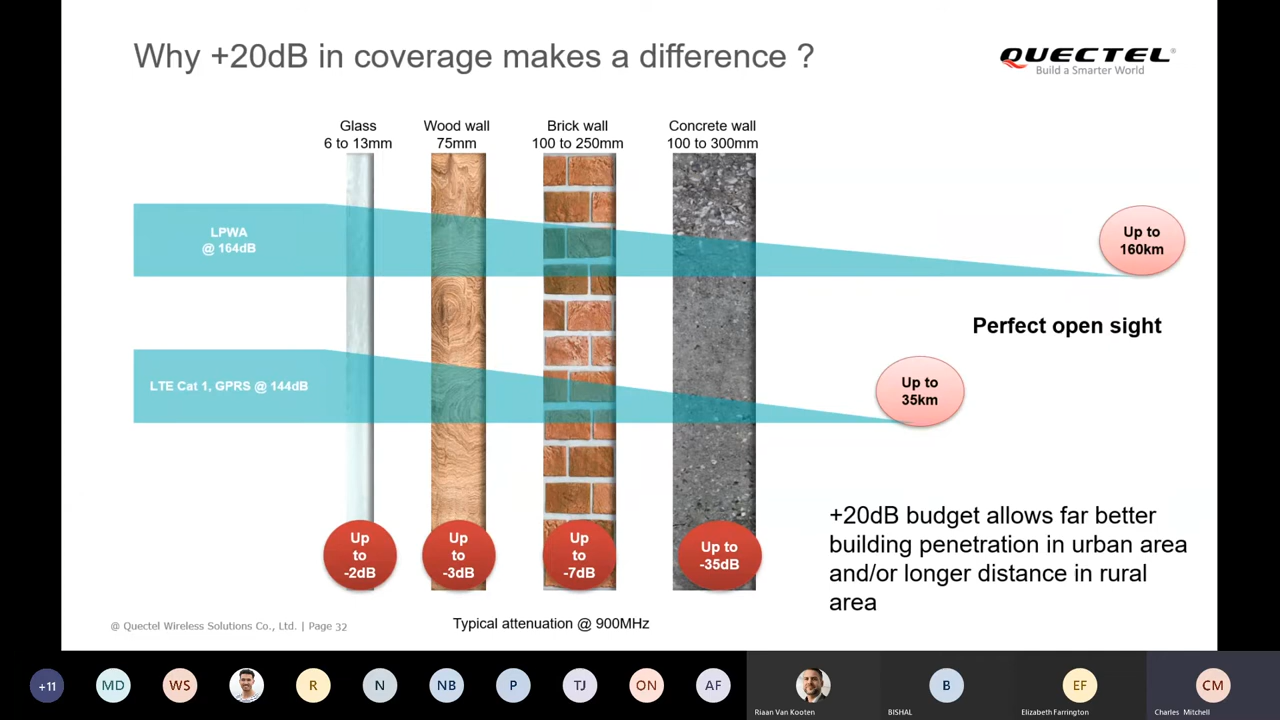 Why +20dB in coverage makes a difference ?
QUECTEL®
Build a Smarter World
Glass
6 to 13mm
Wood wall
75mm
Brick wall
100 to 250mm
Concrete wall
100 to 300mm
LPWA
@ 164dB
Up to
160km
Perfect open sight
LTE Cat 1, GPRS @ 144dB
Up to
35km
+20dB budget allows far better
building penetration in urban area
and/or longer distance in rural
area
Up
to
-2dB
Up
to
-3dB
Up
to
-7dB
Up to
-35dB
Typical attenuation @ 900MHz
@ Quectel Wireless Solutions Co., Ltd. | Page 32
+11
MD
WS
R
N
NB
P
TJ
ON
AF
Riaan Van Kooten
B
BISHAL
EF
Elizabeth Farrington
CM
Charles Mitchell